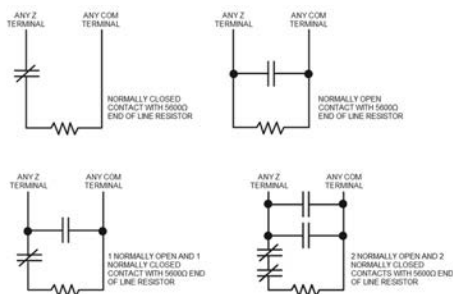 ANY Z
TERMINAL
ANY COM
TERMINAL
NORMALLY CLOSED
CONTACT WITH 5600Ω
END OF LINE RESISTOR
ANY Z
TERMINAL
ANY COM
TERMINAL
NORMALLY OPEN
CONTACT WITH 5600Ω
END OF LINE RESISTOR
ANY Z
TERMINAL
ANY COM
TERMINAL
1 NORMALLY OPEN AND 1
NORMALLY CLOSED
CONTACT WITH 5600Ω END
OF LINE RESISTOR
ANY Z
TERMINAL
ANY COM
TERMINAL
2 NORMALLY OPEN AND 2
NORMALLY CLOSED
CONTACTS WITH 5600Ω END
OF LINE RESISTOR